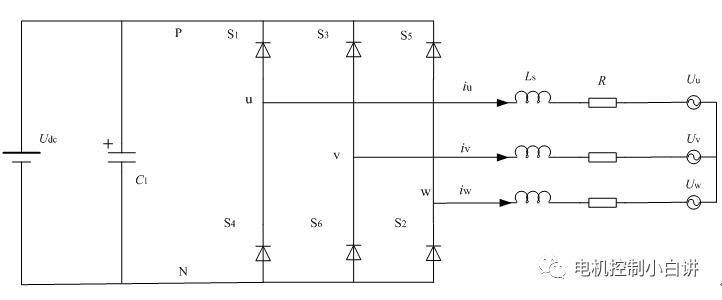 P S1 S3 S5
iu Ls R Uu
u
Udc + C1
v iv Uv
w iw Uw
S4 S6 S2
N
电机控制小白讲